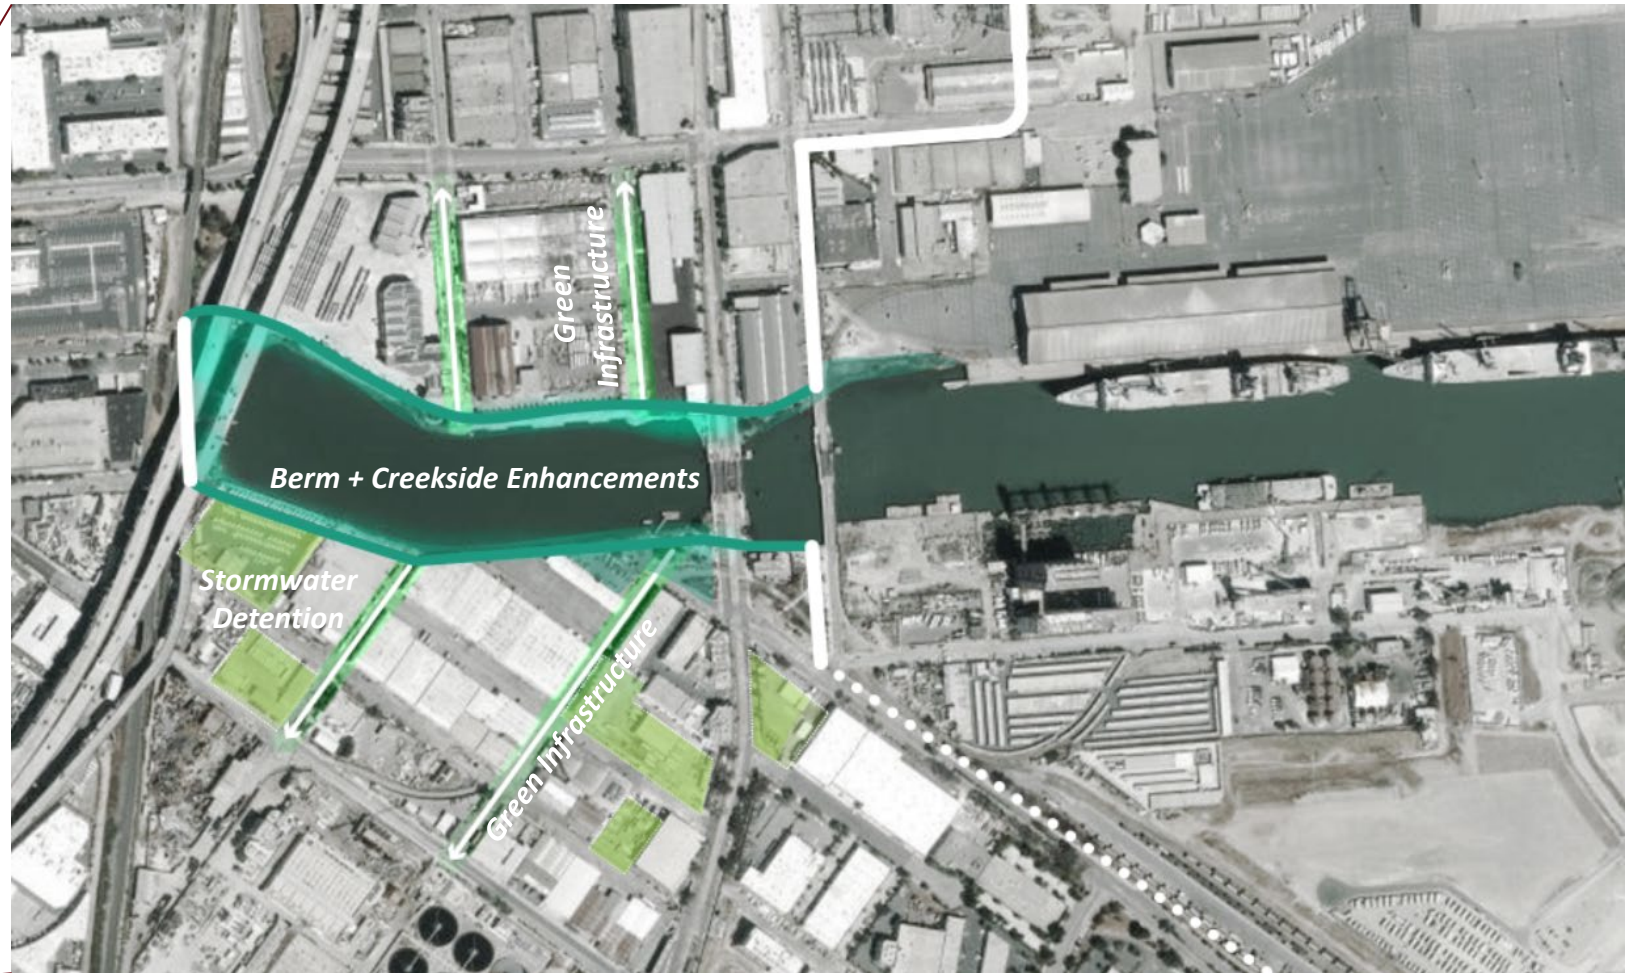 Green
Infrastructure
Berm + Creekside Enhancements
Stormwater
Detention
Green Infrastructure